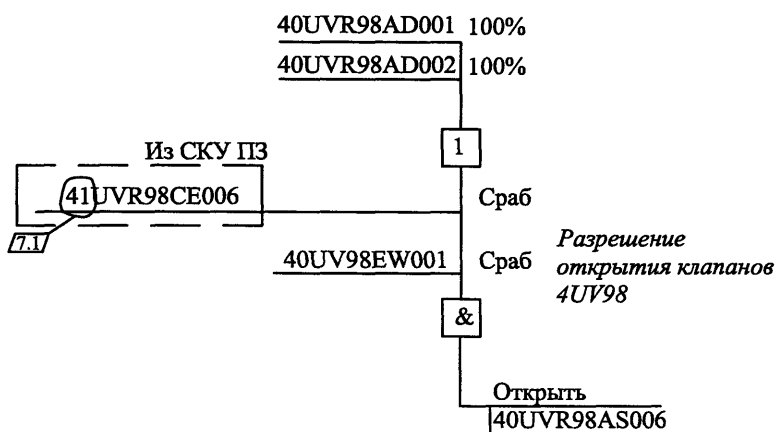 40UVR98AD001 100%
40UVR98AD002 100%
1
Из СКУ ПЗ
41UVR98CE006 Сраб
7.1
40UV98EW001 Сраб
Разрешение
открытия клапанов
4UV98
&
Открыть
40UVR98AS006